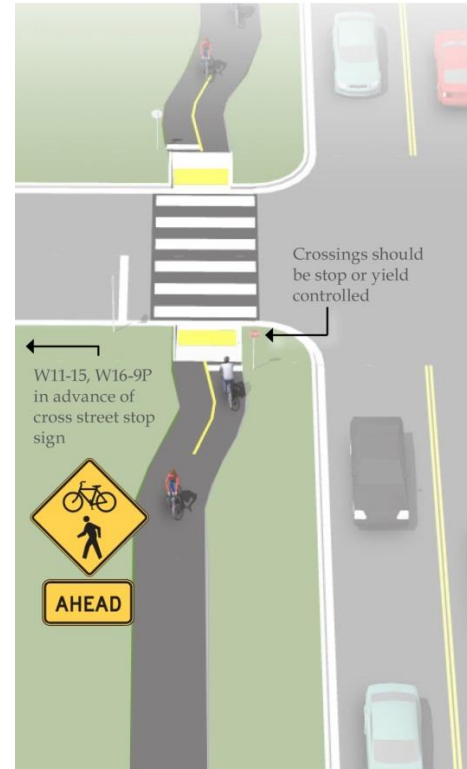 Crossings should
be stop or yield
controlled
W11-15, W16-9P
in advance of
cross street stop
sign
AHEAD